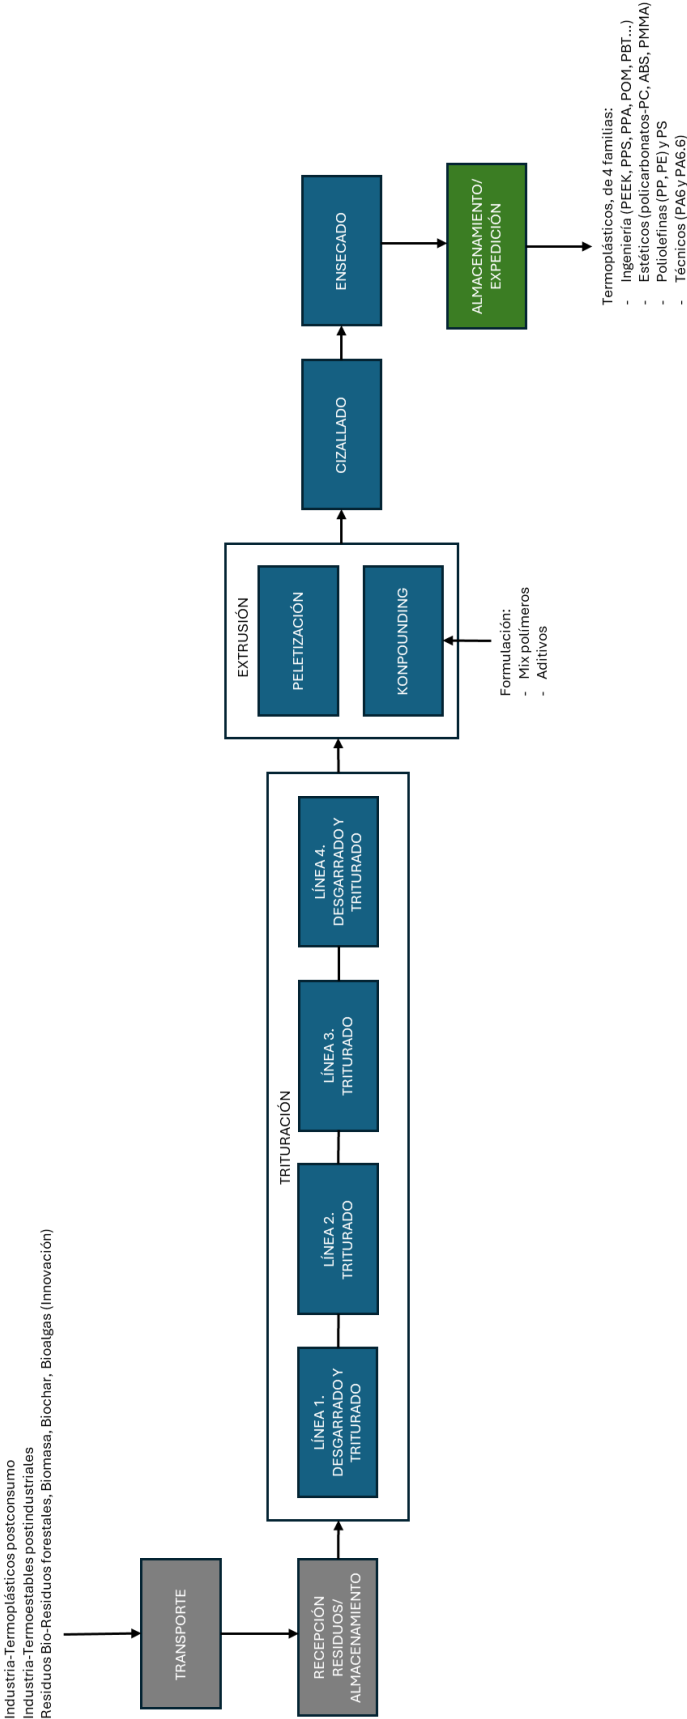 Industria-Termoplásticos postconsumo
Industria-Termoestables postindustriales
Residuos Bio-Residuos forestales, Biomasa, Biochar, Bioalgas (Innovación)
TRANSPORTE
RECEPCIÓN
RESIDUOS/
ALMACENAMIENTO
TRITURACIÓN
LÍNEA 1.
DESGARRADO Y
TRITURADO
LÍNEA 2.
TRITURADO
LÍNEA 3.
TRITURADO
LÍNEA 4.
DESGARRADO Y
TRITURADO
EXTRUSIÓN
PELETIZACIÓN
KONPOUNDING
Formulación:
- Mix polímeros
- Aditivos
CIZALLADO
ENSECADO
ALMACENAMIENTO/
EXPEDICIÓN
Termoplásticos, de 4 familias:
- Ingeniería (PEEK, PPS, PPA, POM, PBT...)
- Estéticos (policarbonatos-PC, ABS, PMMA)
- Poliolefinas (PP, PE) y PS
- Técnicos (PA6 y PA6.6)